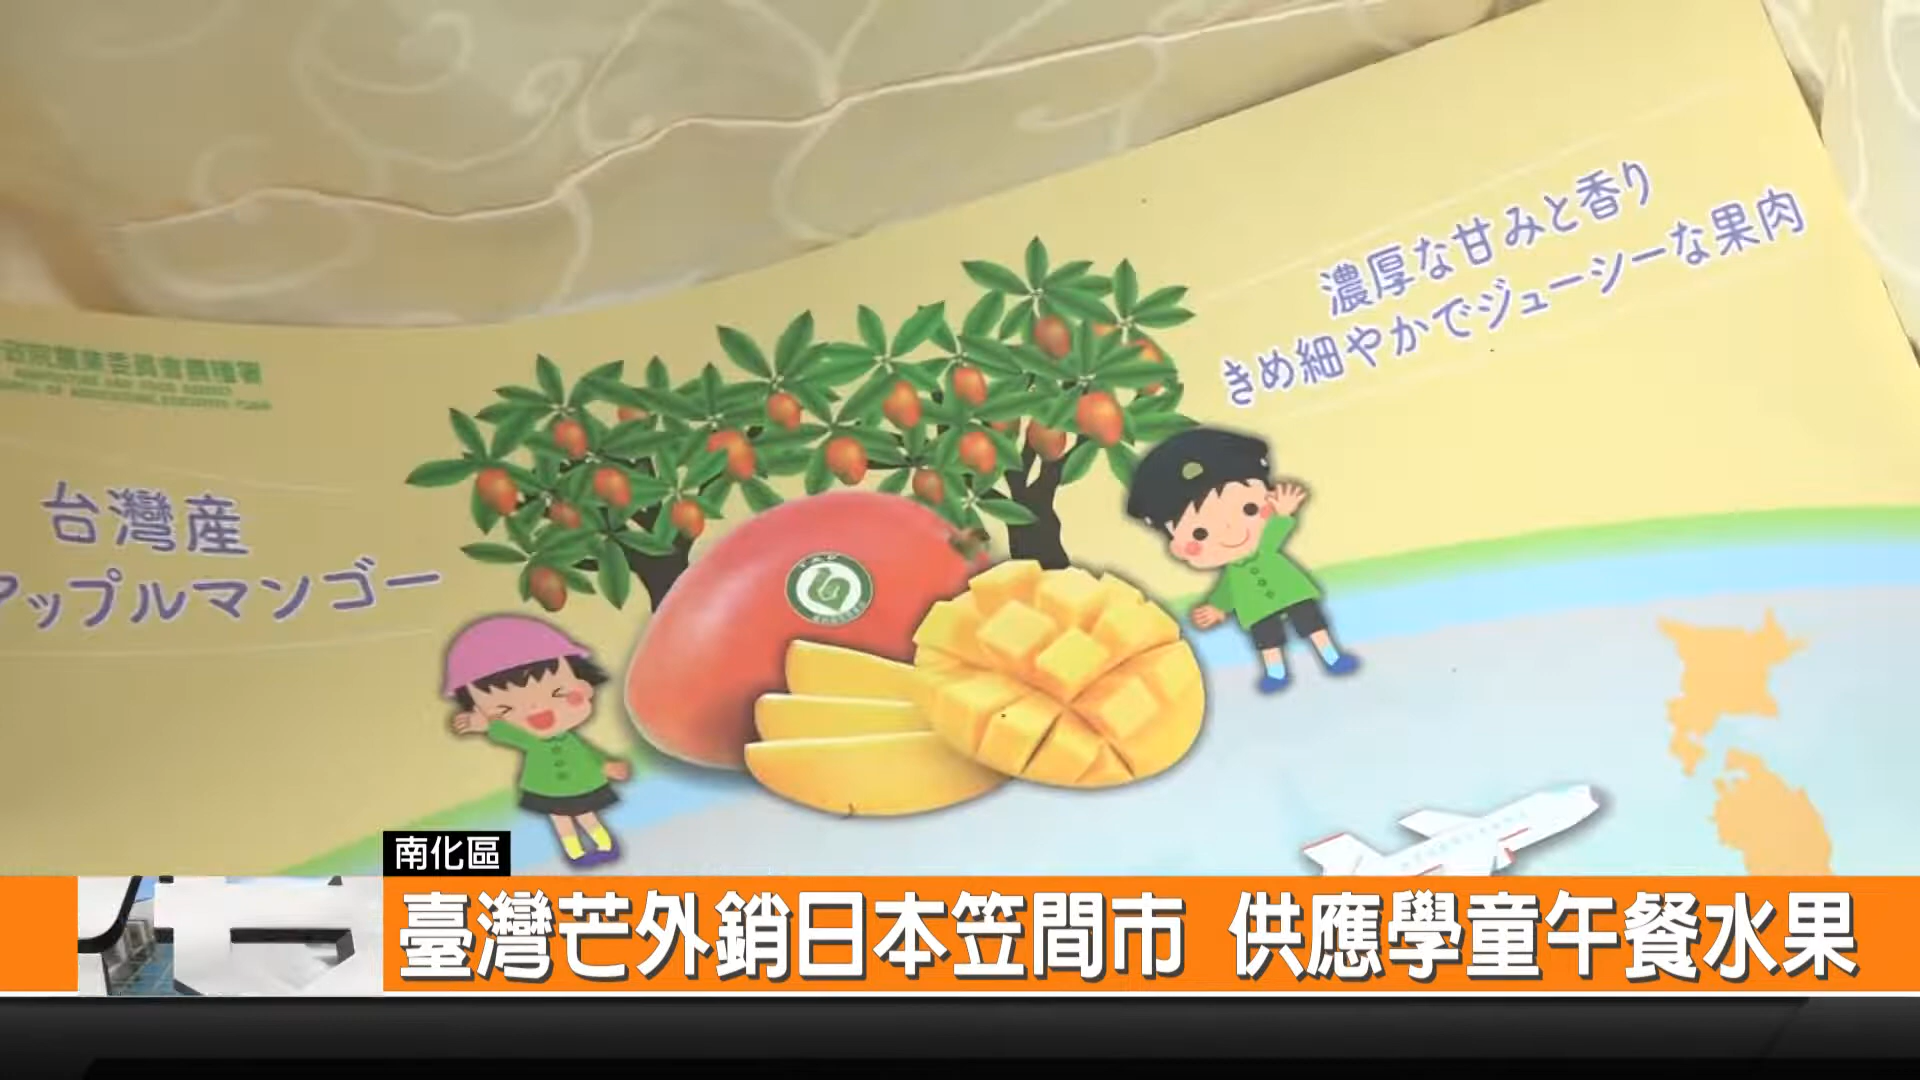 濃厚な甘みと香り
きめ細やかでジューシーな果肉
台灣産
アップルマンゴー
南化區
臺灣芒外銷日本笠間市 供應學童午餐水果